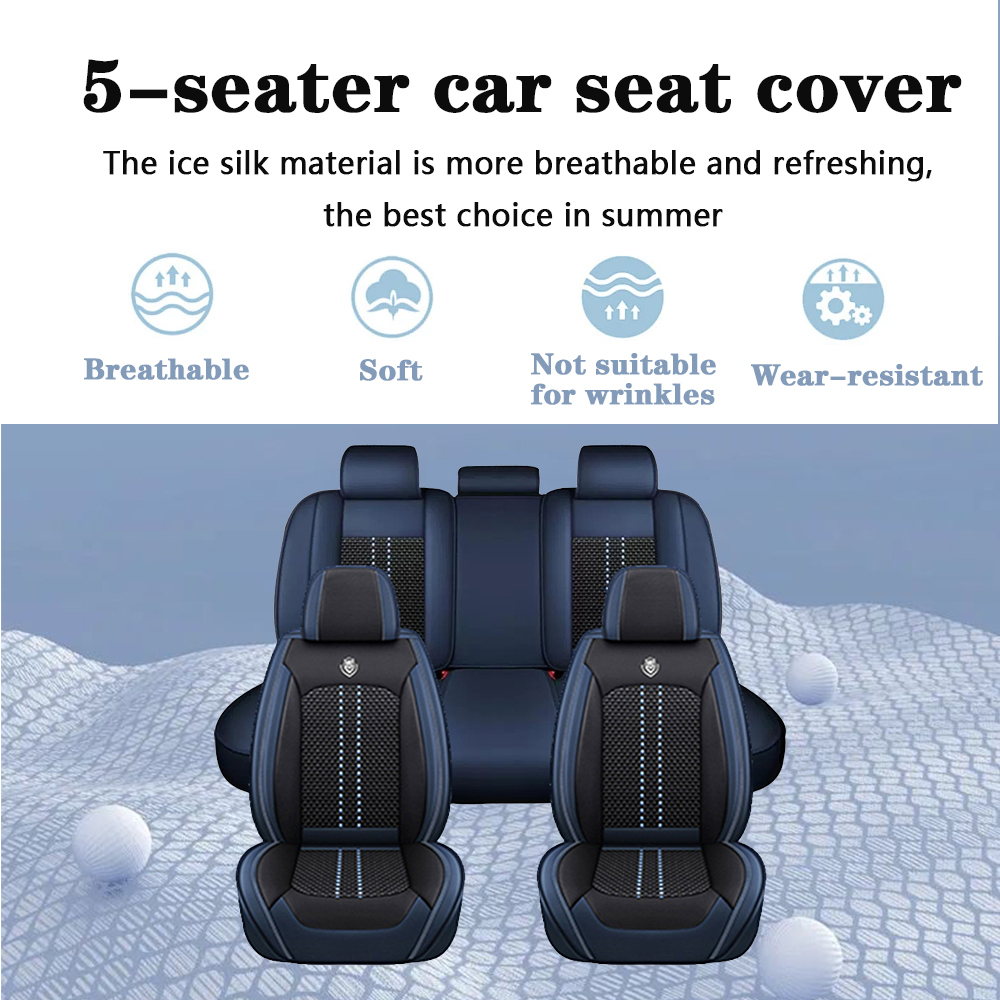 5-seater car seat cover
The ice silk material is more breathable and refreshing,
the best choice in summer
Breathable
Soft
Not suitable
for wrinkles
Wear-resistant